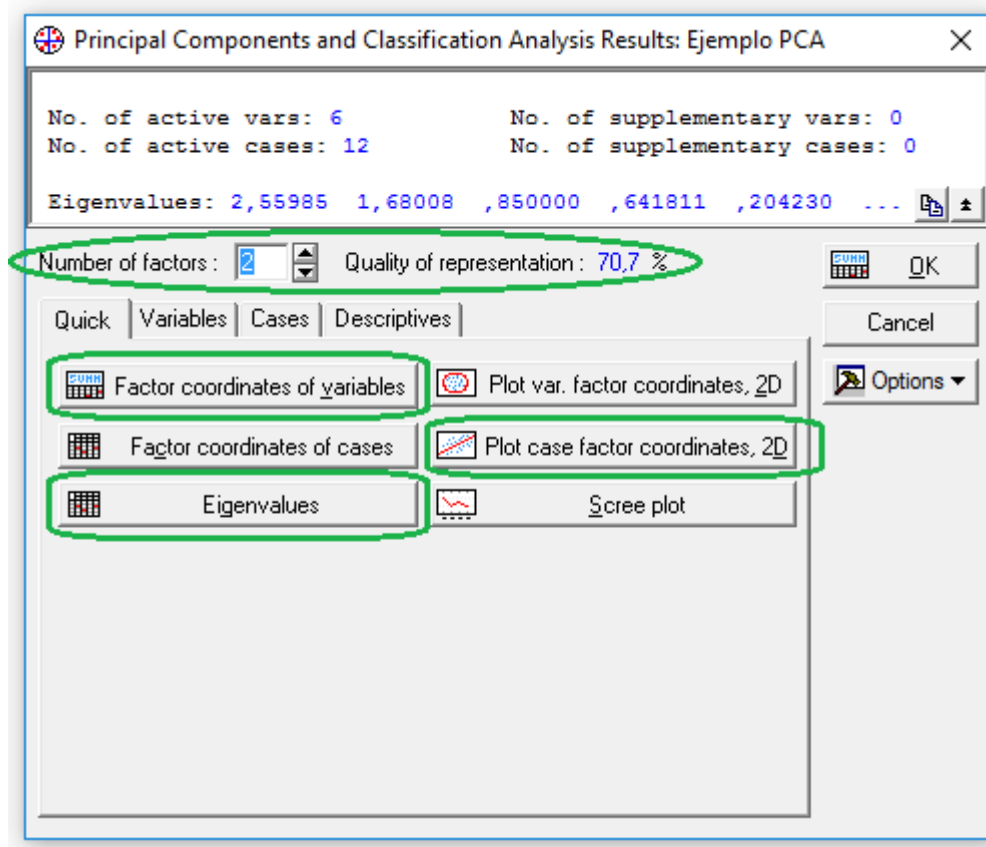 Principal Components and Classification Analysis Results: Ejemplo PCA
No. of active vars: 6 No. of supplementary vars: 0
No. of active cases: 12 No. of supplementary cases: 0
Eigenvalues: 2,55985 1,68008 ,850000 ,641811 ,204230 ...
Number of factors : 2 Quality of representation : 70,7 %
OK
Quick Variables Cases Descriptives
Cancel
Factor coordinates of variables Plot var. factor coordinates, 2D
Options
Factor coordinates of cases Plot case factor coordinates, 2D
Eigenvalues Scree plot